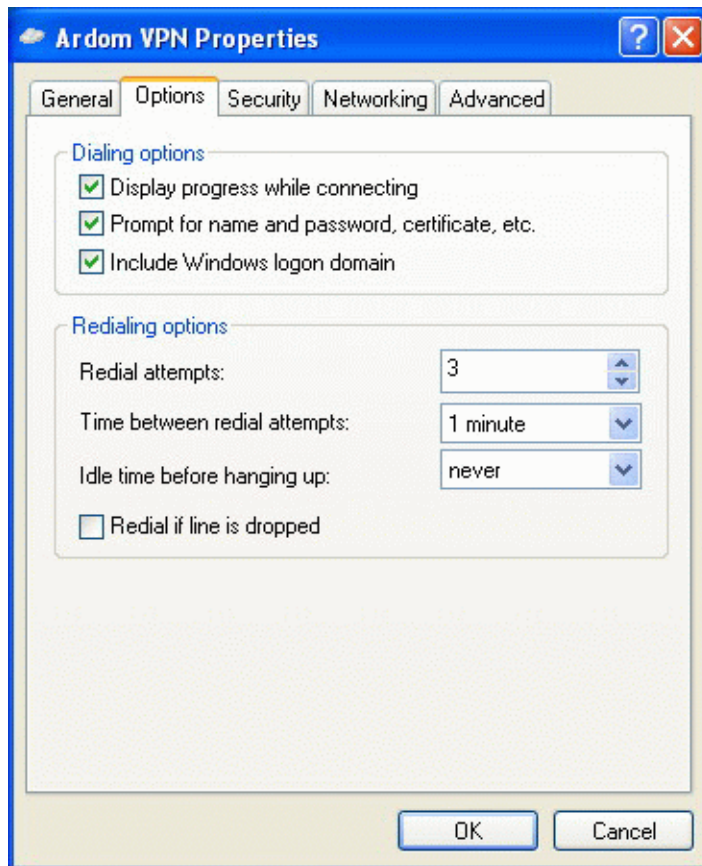 Ardom VPN Properties
General Options Security Networking Advanced
Dialing options
Display progress while connecting
Prompt for name and password, certificate, etc.
Include Windows logon domain
Redialing options
Redial attempts: 3
Time between redial attempts: 1 minute
Idle time before hanging up: never
Redial if line is dropped
OK Cancel